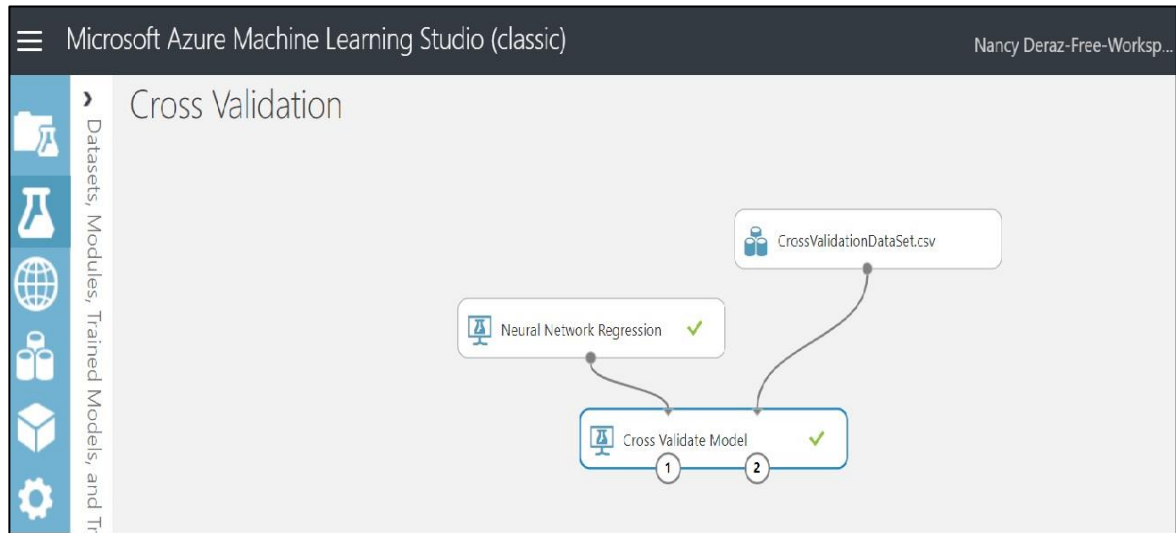 Microsoft Azure Machine Learning Studio (classic)
Nancy Deraz-Free-Worksp...
Cross Validation
Datasets, Modules, Trained Models, and Tr
CrossValidationDataSet.csv
Neural Network Regression
Cross Validate Model
1
2